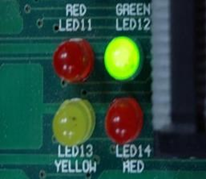 RED GREEN
LED11 LED12
LED13 LED14
YELLOW RED